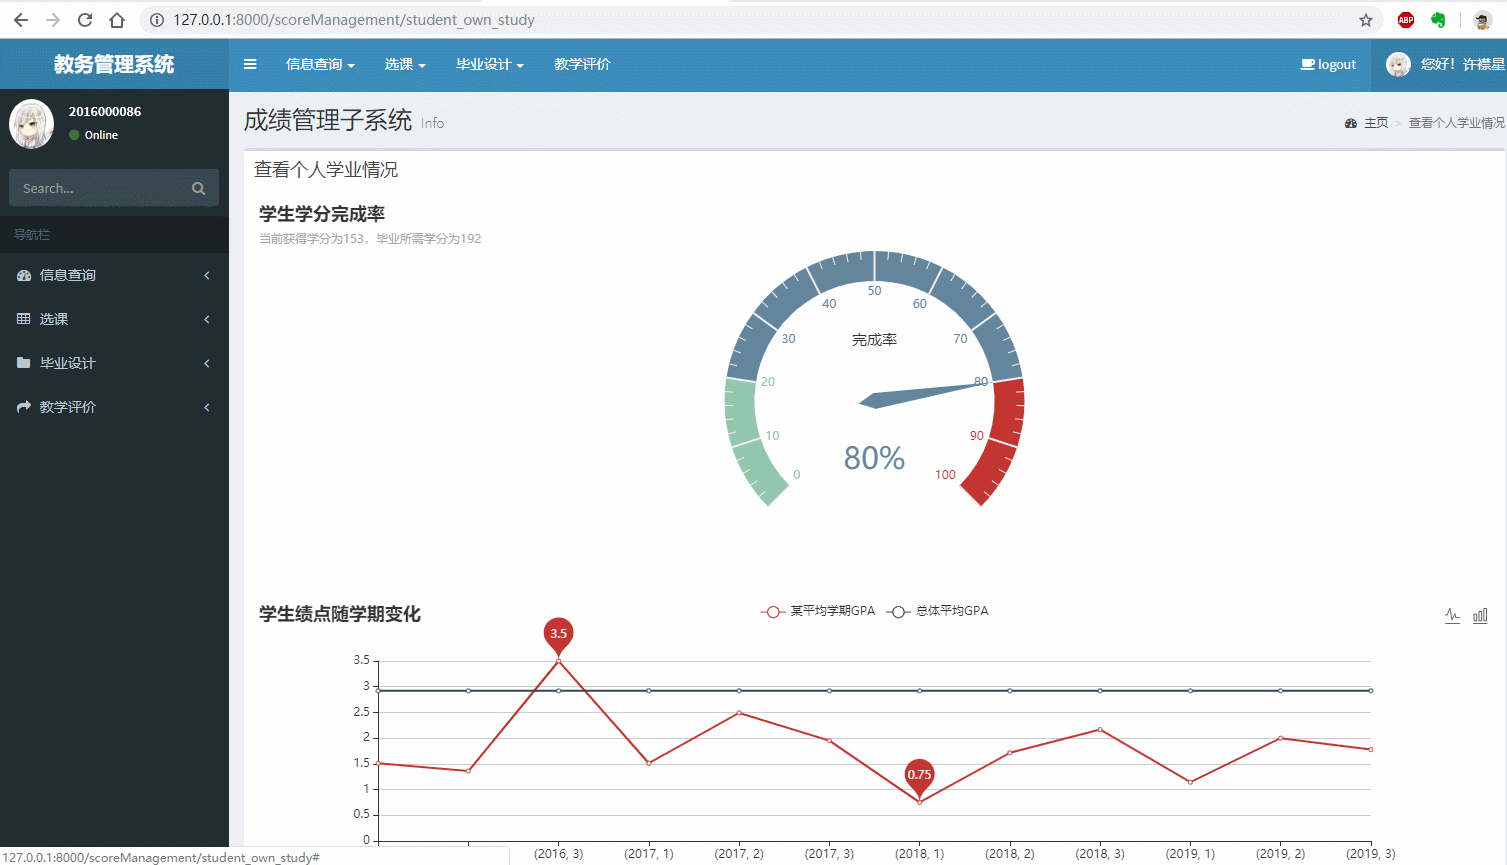 127.0.0.1:8000/scoreManagement/student_own_study
ABP
教务管理系统
信息查询
选课
毕业设计
教学评价
logout
您好！许襟星
2016000086
Online
Search...
导航栏
信息查询
选课
毕业设计
教学评价
成绩管理子系统 Info
主页 > 查看个人学业情况
查看个人学业情况
学生学分完成率
当前获得学分为153，毕业所需学分为192
0
10
20
30
40
50
60
70
80
90
100
完成率
80%
学生绩点随学期变化
某平均学期GPA
总体平均GPA
3.5
0.75
3.5
3
2.5
2
1.5
1
0.5
0
(2016, 3)
(2017, 1)
(2017, 2)
(2017, 3)
(2018, 1)
(2018, 2)
(2018, 3)
(2019, 1)
(2019, 2)
(2019, 3)
127.0.0.1:8000/scoreManagement/student_own_study#